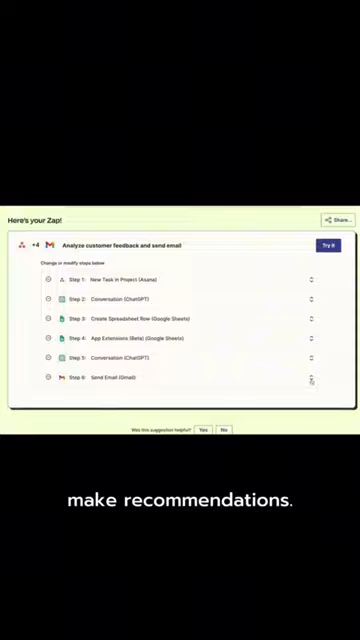 Here's your Zap!
Share...
+4 Analyze customer feedback and send email
Try it
Change or modify steps below
Step 1: New Task in Project (Asana)
Step 2: Conversation (ChatGPT)
Step 3: Create Spreadsheet Row (Google Sheets)
Step 4: App Extensions (Beta) (Google Sheets)
Step 5: Conversation (ChatGPT)
Step 6: Send Email (Gmail)
Was this suggestion helpful? Yes No
make recommendations.